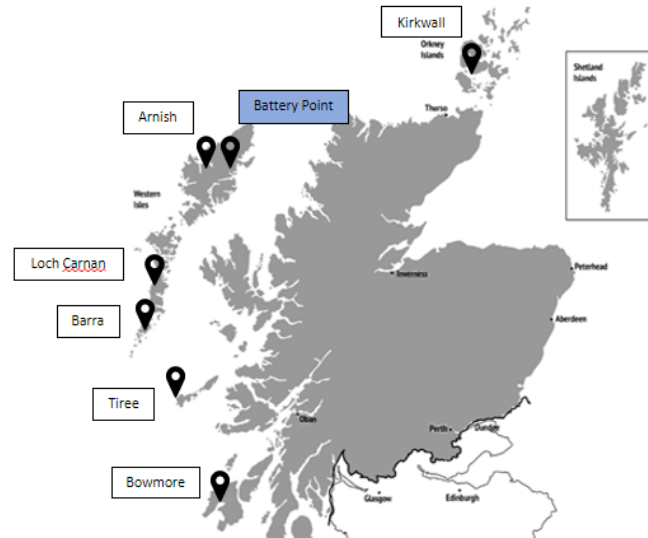 Kirkwall
Orkney
Islands
Shetland
Islands
Battery Point
Thurso
Arnish
Western
Isles
Loch Carnan
Inverness
Peterhead
Barra
Aberdeen
Tiree
Oban
Perth
Dundee
Bowmore
Glasgow
Edinburgh